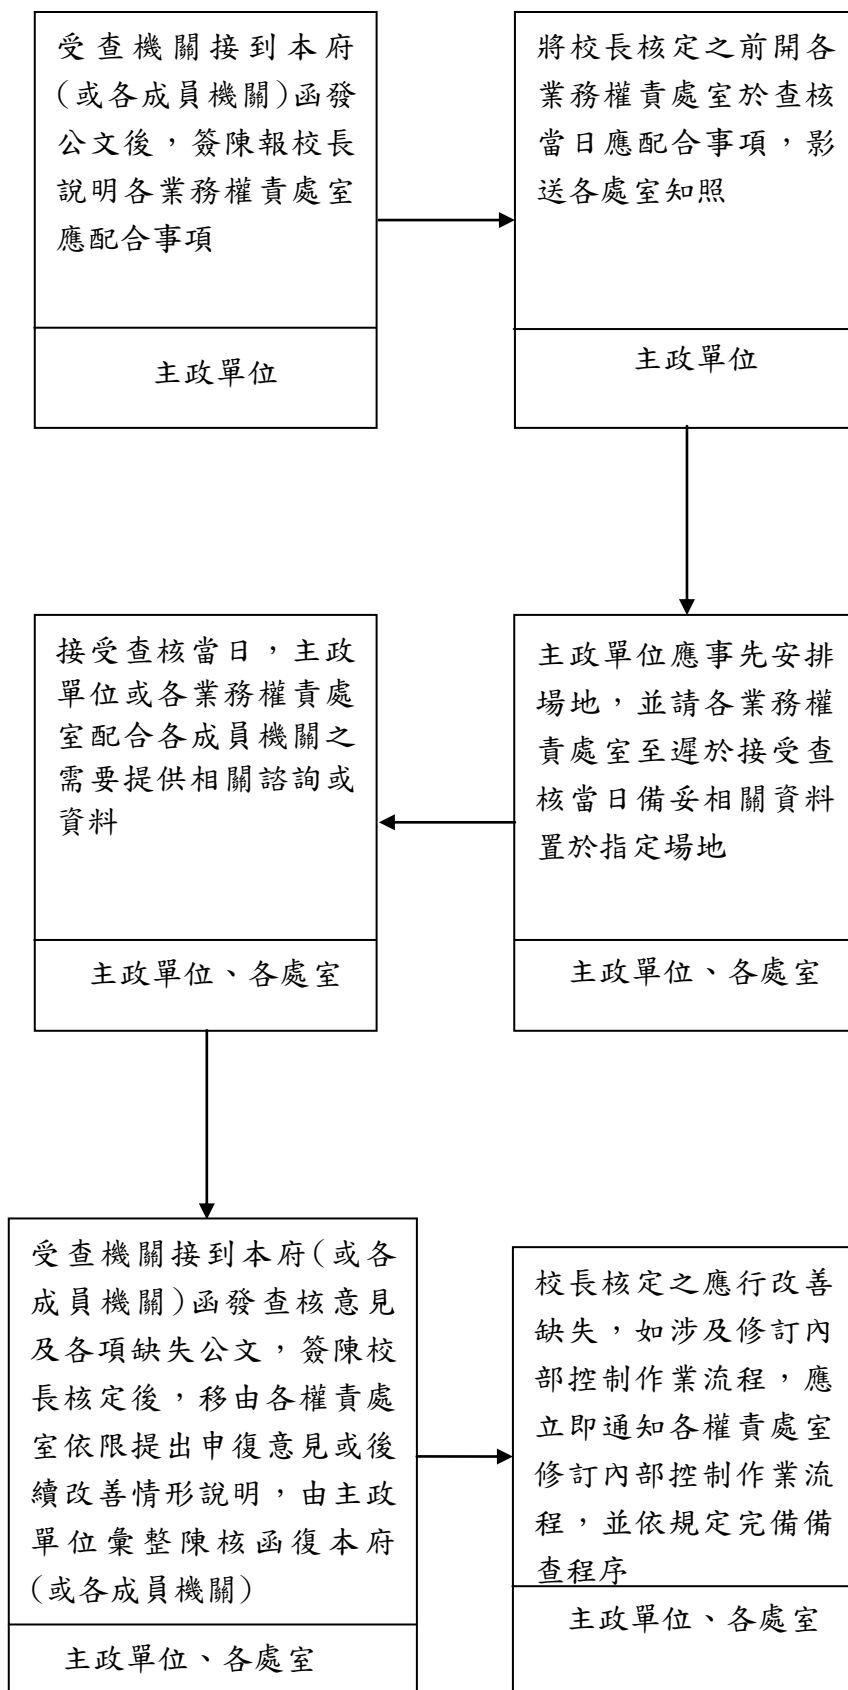 受查機關接到本府
(或各成員機關)函發
公文後，簽陳報校長
說明各業務權責處室
應配合事項
主政單位
將校長核定之前開各
業務權責處室於查核
當日應配合事項，影
送各處室知照
主政單位
主政單位應事先安排
場地，並請各業務權
責處室至遲於接受查
核當日備妥相關資料
置於指定場地
主政單位、各處室
接受查核當日，主政
單位或各業務權責處
室配合各成員機關之
需要提供相關諮詢或
資料
主政單位、各處室
受查機關接到本府(或各
成員機關)函發查核意見
及各項缺失公文，簽陳校
長核定後，移由各權責處
室依限提出申復意見或後
續改善情形說明，由主政
單位彙整陳核函復本府
(或各成員機關)
主政單位、各處室
校長核定之應行改善
缺失，如涉及修訂內
部控制作業流程，應
立即通知各權責處室
修訂內部控制作業流
程，並依規定完備備
查程序
主政單位、各處室